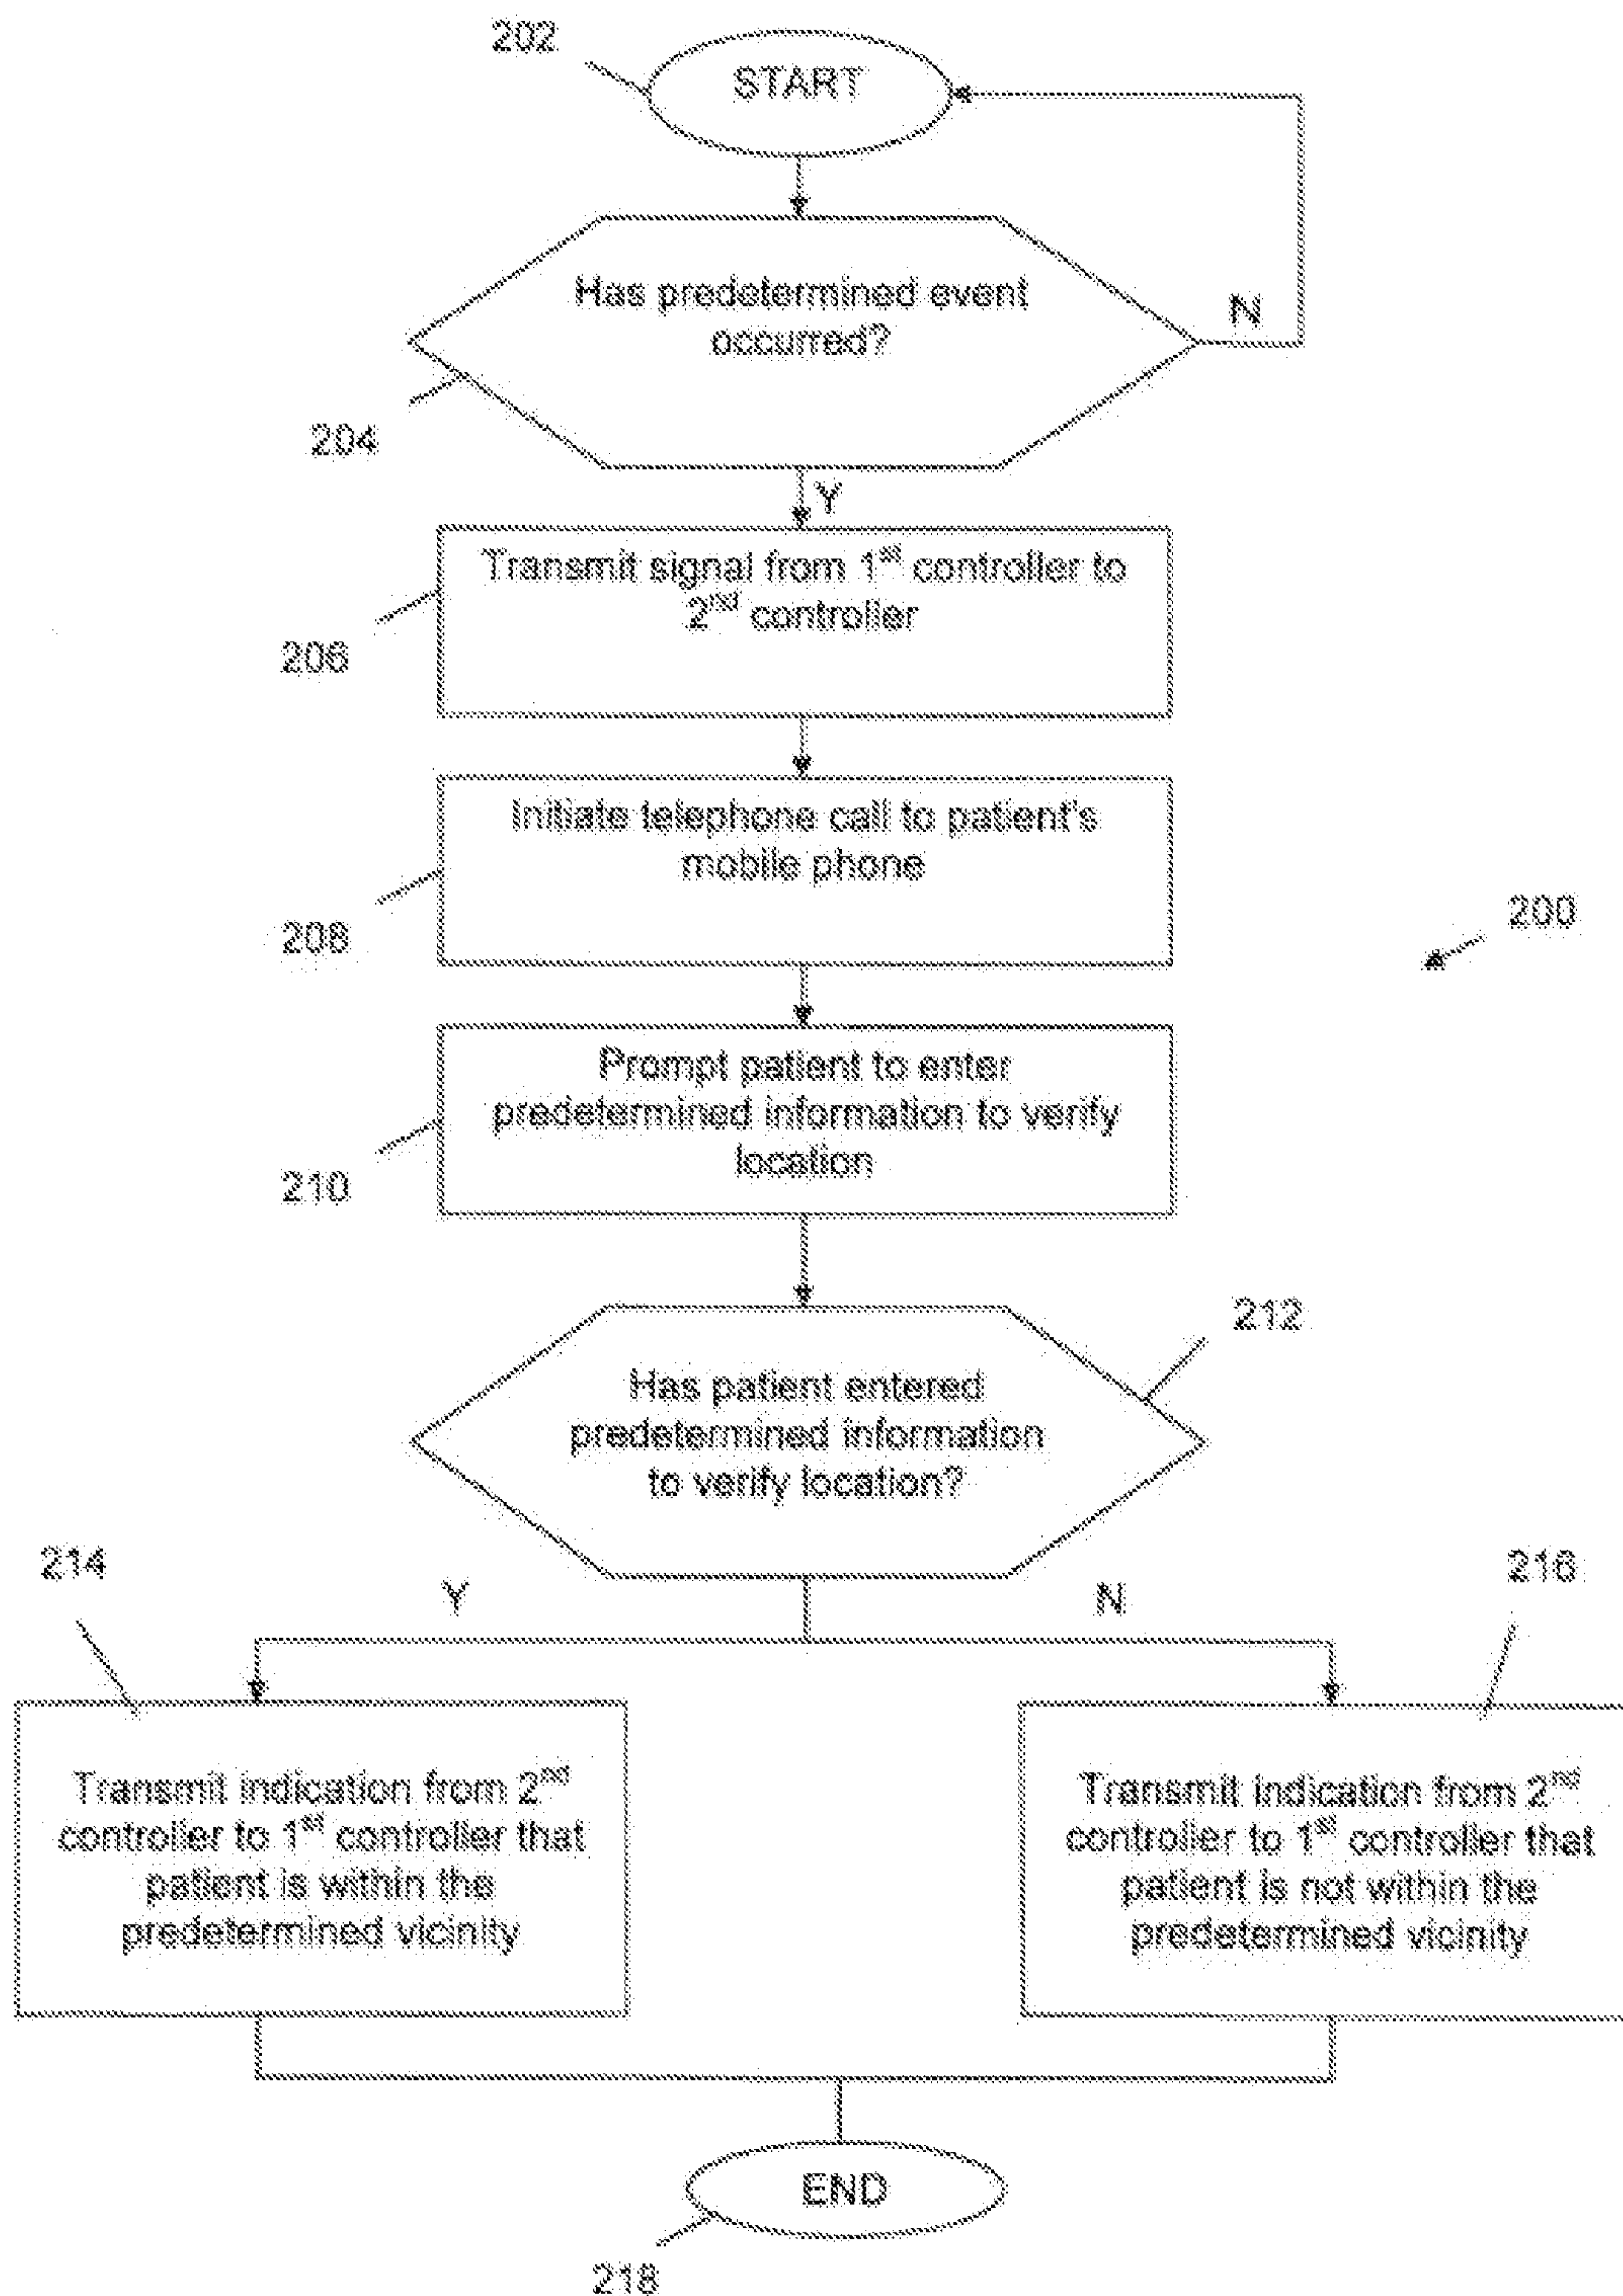 202
START
Has predetermined event
occurred?
N
204
Y
Transmit signal from 1st controller to
2nd controller
206
Initiate telephone call to patient's
mobile phone
208
200
Prompt patient to enter
predetermined information to verify
location
210
212
Has patient entered
predetermined information
to verify location?
214
Y
N
216
Transmit indication from 2nd
controller to 1st controller that
patient is within the
predetermined vicinity
Transmit indication from 2nd
controller to 1st controller that
patient is not within the
predetermined vicinity
END
218